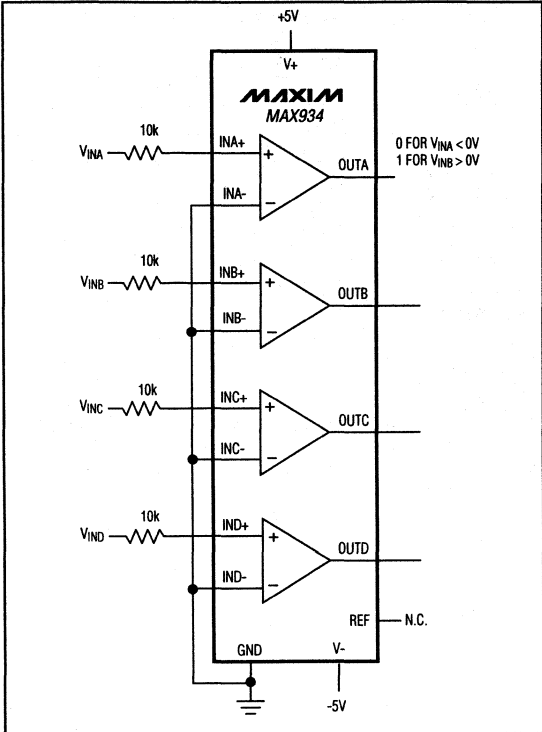 +5V
V+
MAXIM
MAX934
10k
VINA
INA+
+
OUTA
0 FOR VINA < 0V
1 FOR VINB > 0V
INA-
−
10k
VINB
INB+
+
OUTB
INB-
−
10k
VINC
INC+
+
OUTC
INC-
−
10k
VIND
IND+
+
OUTD
IND-
−
REF
N.C.
GND
V-
-5V